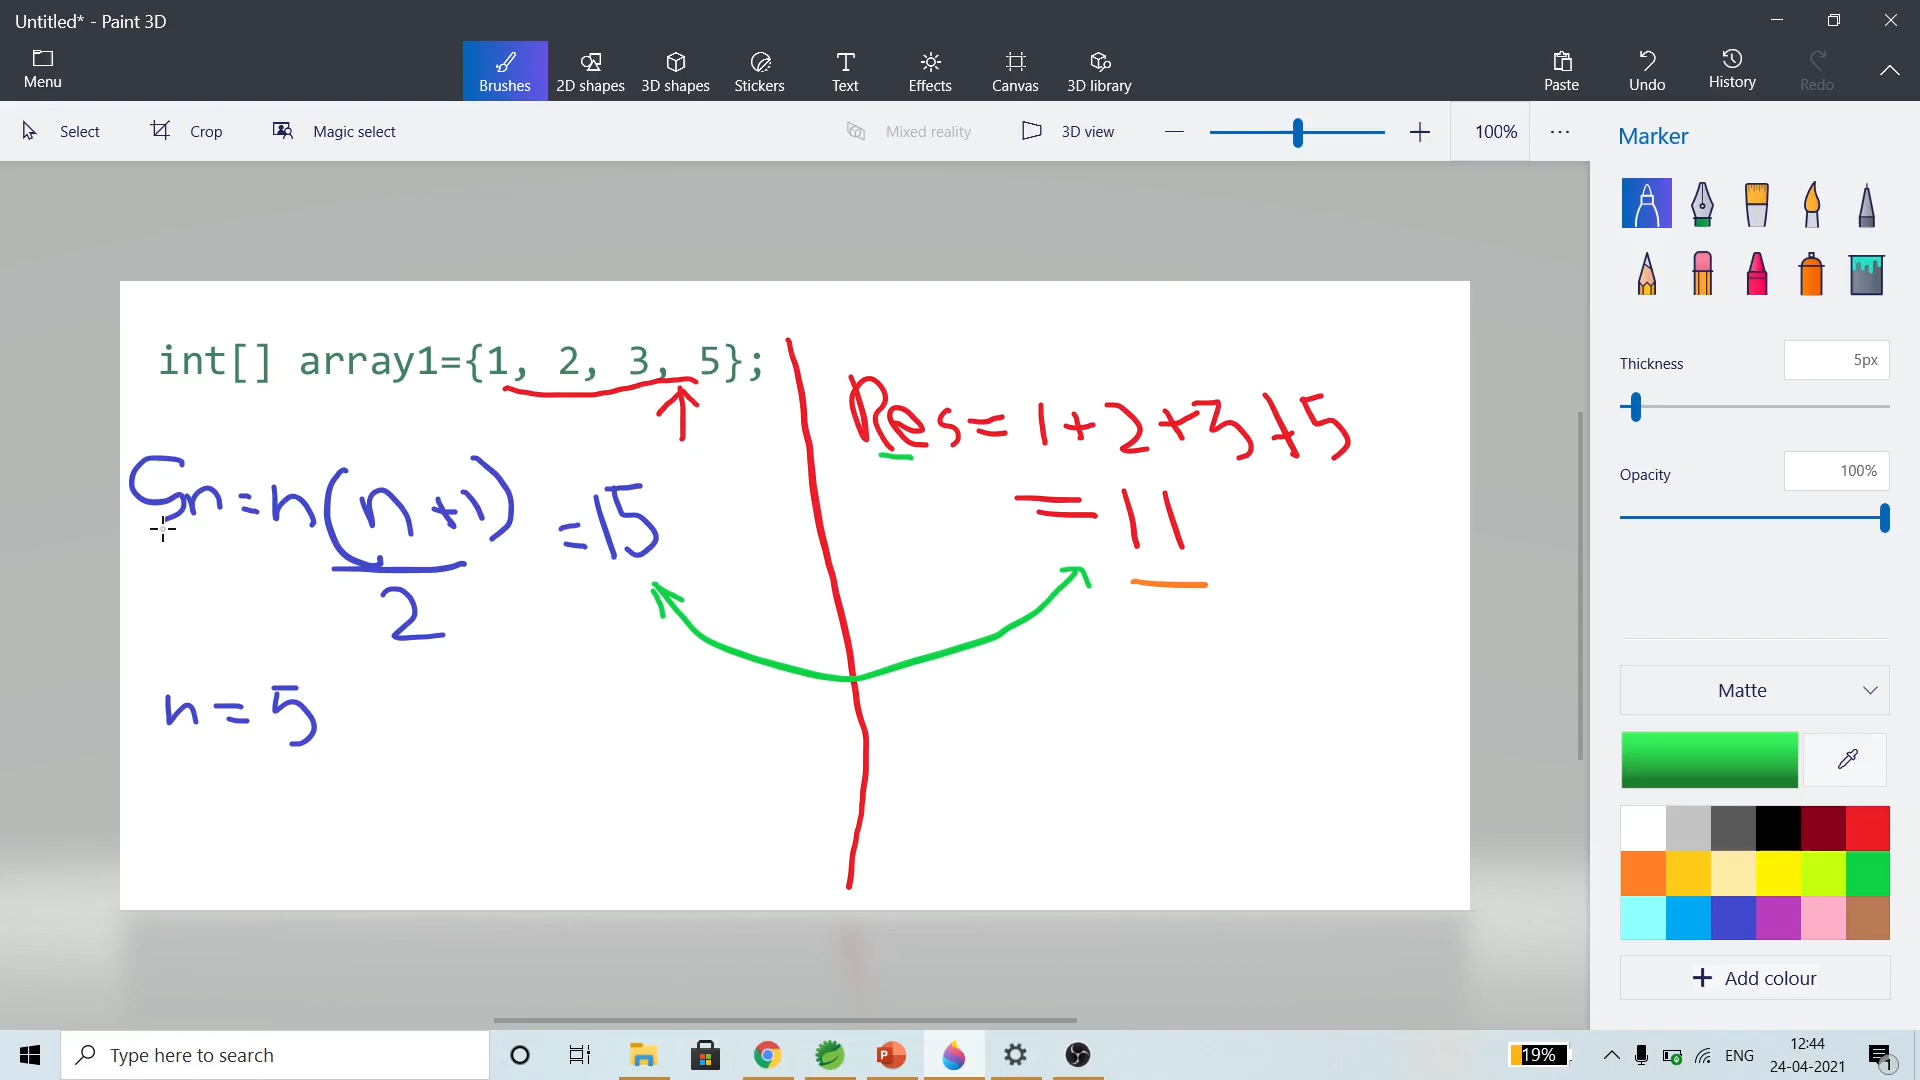 Untitled* - Paint 3D
Menu
Brushes
2D shapes
3D shapes
Stickers
Text
Effects
Canvas
3D library
Paste
Undo
History
Redo
Select
Crop
Magic select
Mixed reality
3D view
100%
Marker
Thickness
5px
Opacity
100%
Matte
Add colour
int[] array1={1, 2, 3, 5};
Sn = n(n+1)
2
= 15
n = 5
Res = 1+2+3+5
= 11
Type here to search
19%
ENG
12:44
24-04-2021
1